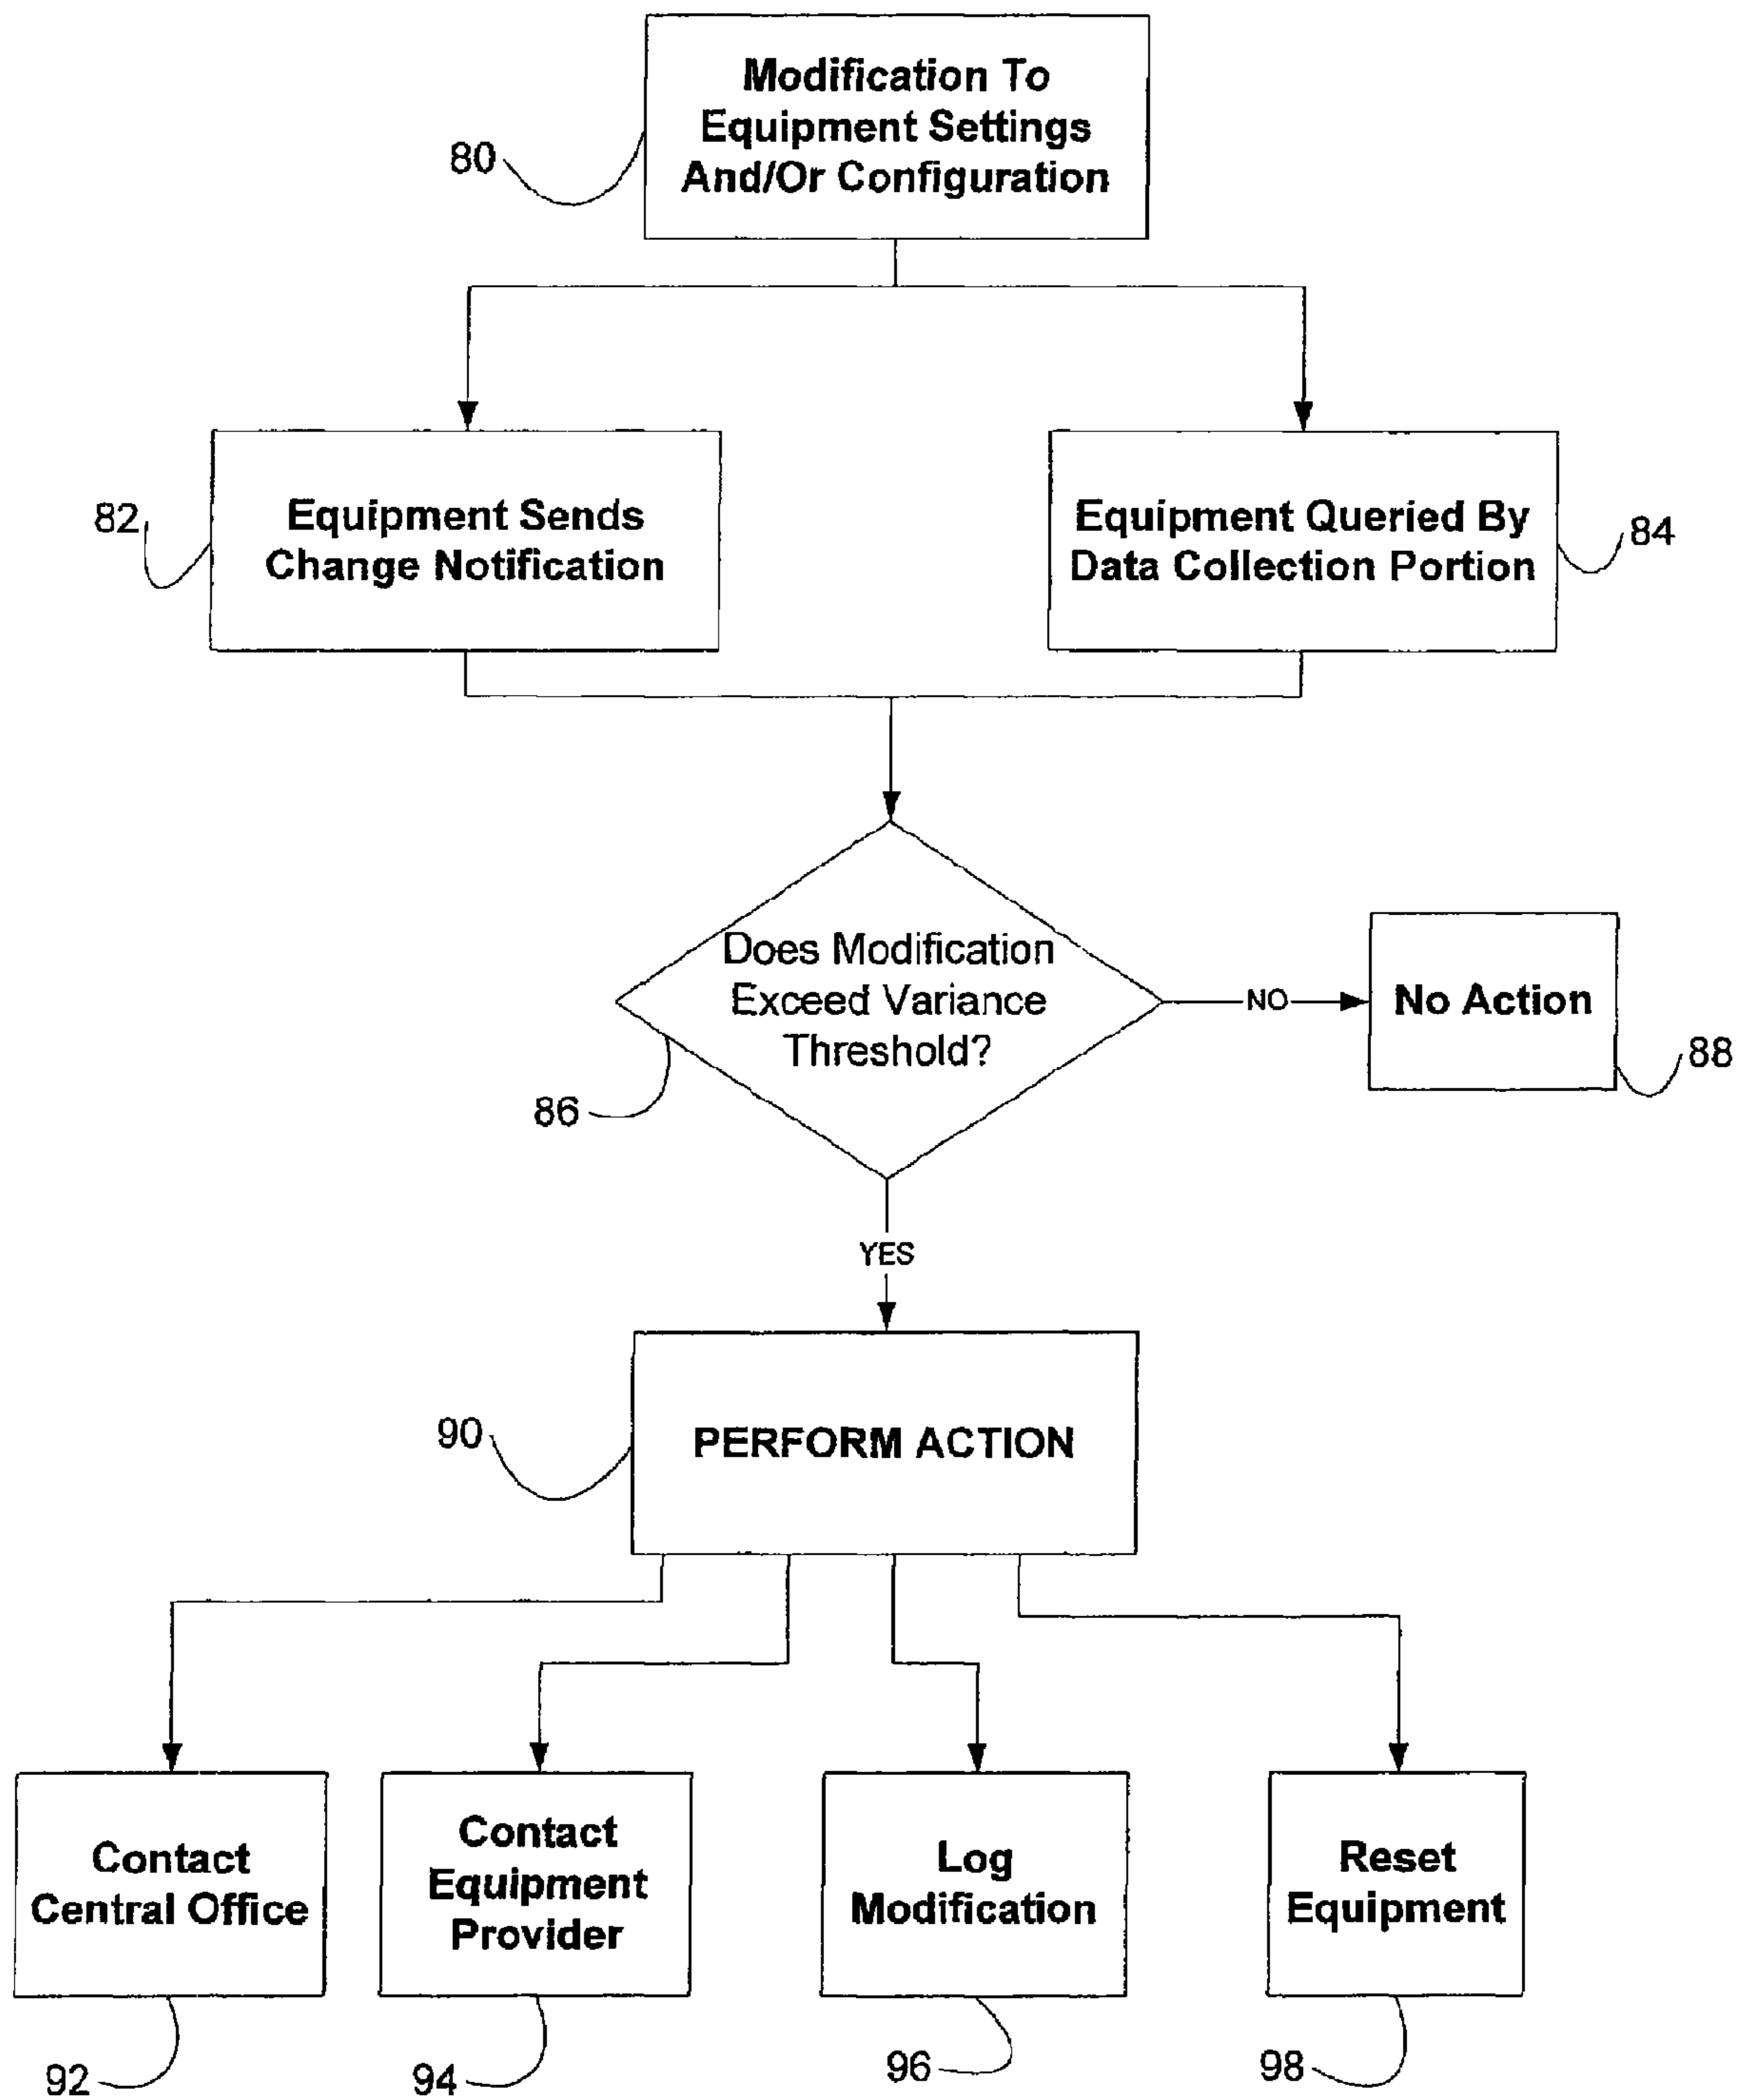 Modification To
Equipment Settings
And/Or Configuration
80
Equipment Sends
Change Notification
82
Equipment Queried By
Data Collection Portion
84
Does Modification
Exceed Variance
Threshold?
86
NO
No Action
88
YES
PERFORM ACTION
90
Contact
Central Office
Contact
Equipment
Provider
Log
Modification
Reset
Equipment
92
94
96
98